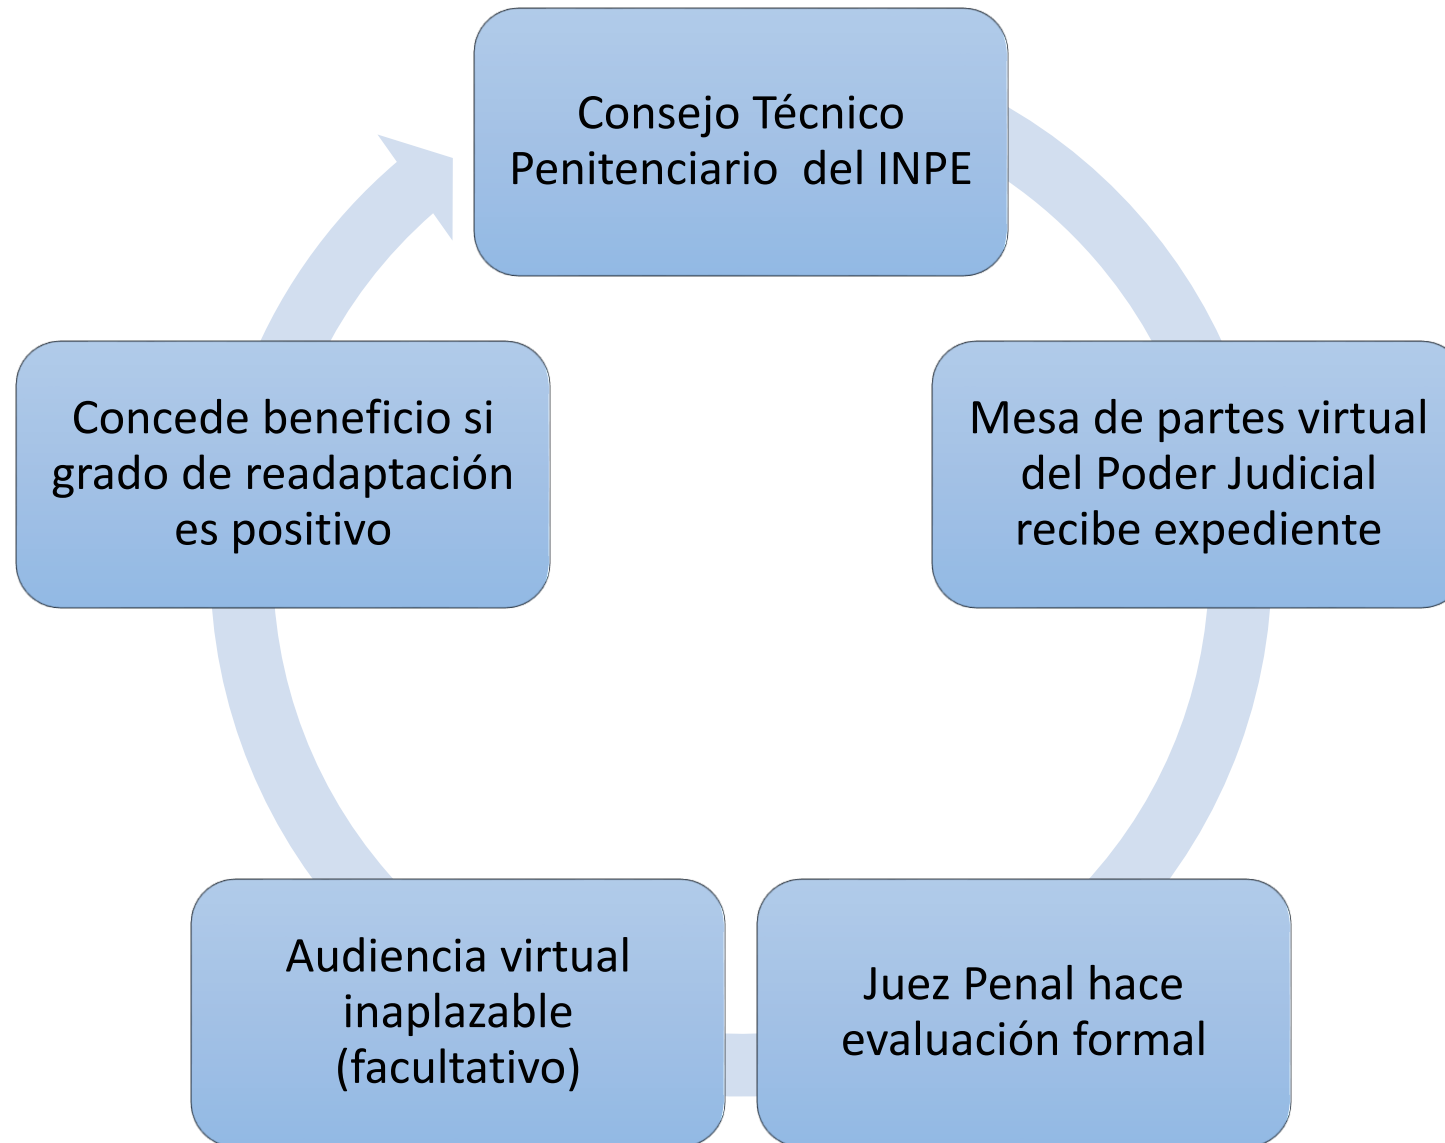 Consejo Técnico
Penitenciario  del INPE
Mesa de partes virtual
del Poder Judicial
recibe expediente
Juez Penal hace
evaluación formal
Audiencia virtual
inaplazable
(facultativo)
Concede beneficio si
grado de readaptación
es positivo